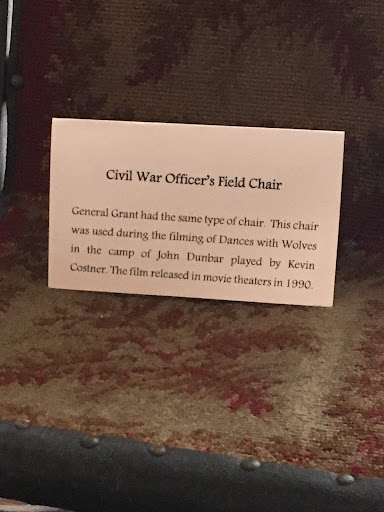 Civil War Officer's Field Chair
General Grant had the same type of chair. This chair
was used during the filming of Dances with Wolves
in the camp of John Dunbar played by Kevin
Costner. The film released in movie theaters in 1990.